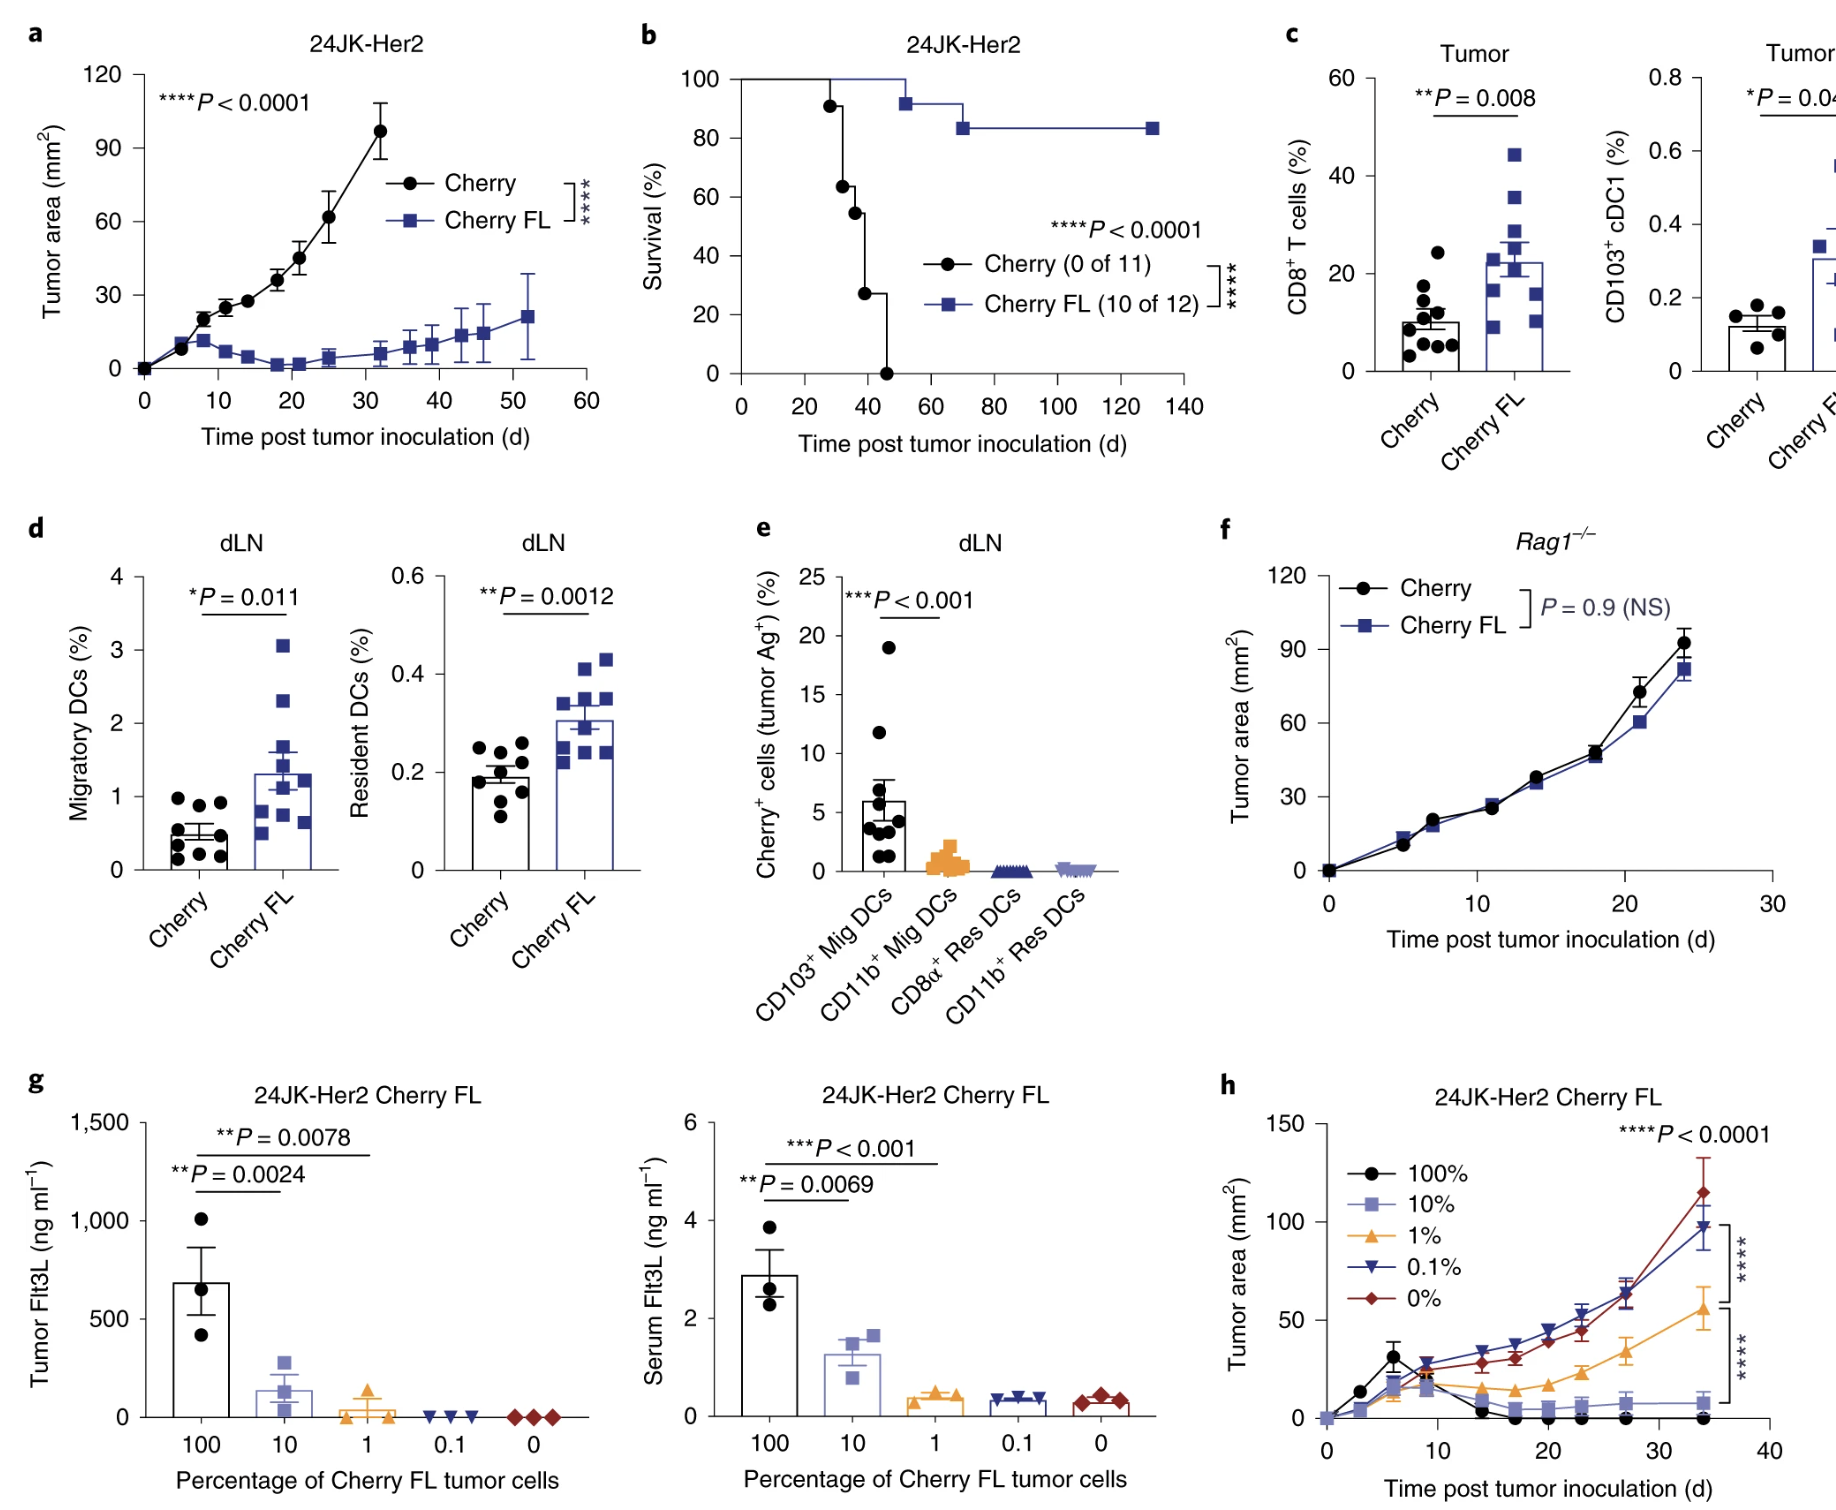 a
24JK-Her2
120
90
60
30
0
Tumor area (mm²)
****P < 0.0001
Cherry
Cherry FL
****
0 10 20 30 40 50 60
Time post tumor inoculation (d)
b
24JK-Her2
100
80
60
40
20
0
Survival (%)
****P < 0.0001
Cherry (0 of 11)
Cherry FL (10 of 12)
****
0 20 40 60 80 100 120 140
Time post tumor inoculation (d)
c
Tumor
60
40
20
0
CD8⁺ T cells (%)
**P = 0.008
Cherry
Cherry FL
Tumor
0.8
0.6
0.4
0.2
0
CD103⁺ cDC1 (%)
*P = 0.04
Cherry
Cherry F
d
dLN
4
3
2
1
0
Migratory DCs (%)
*P = 0.011
Cherry
Cherry FL
dLN
0.6
0.4
0.2
0
Resident DCs (%)
**P = 0.0012
Cherry
Cherry FL
e
dLN
25
20
15
10
5
0
Cherry⁺ cells (tumor Ag⁺) (%)
***P < 0.001
CD103⁺ Mig DCs
CD11b⁺ Mig DCs
CD8α⁺ Res DCs
CD11b⁺ Res DCs
f
Rag1⁻/⁻
120
90
60
30
0
Tumor area (mm²)
Cherry
Cherry FL
P = 0.9 (NS)
0 10 20 30
Time post tumor inoculation (d)
g
24JK-Her2 Cherry FL
1,500
1,000
500
0
Tumor Flt3L (ng ml⁻¹)
**P = 0.0078
**P = 0.0024
100 10 1 0.1 0
Percentage of Cherry FL tumor cells
24JK-Her2 Cherry FL
6
4
2
0
Serum Flt3L (ng ml⁻¹)
***P < 0.001
**P = 0.0069
100 10 1 0.1 0
Percentage of Cherry FL tumor cells
h
24JK-Her2 Cherry FL
150
100
50
0
Tumor area (mm²)
****P < 0.0001
100%
10%
1%
0.1%
0%
****
****
0 10 20 30 40
Time post tumor inoculation (d)